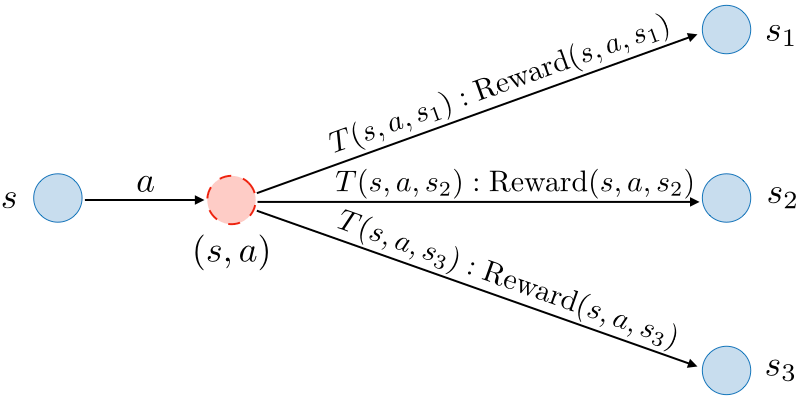 s₁
T(s, a, s₁) : Reward(s, a, s₁)
s
a
T(s, a, s₂) : Reward(s, a, s₂)
s₂
(s, a)
T(s, a, s₃) : Reward(s, a, s₃)
s₃